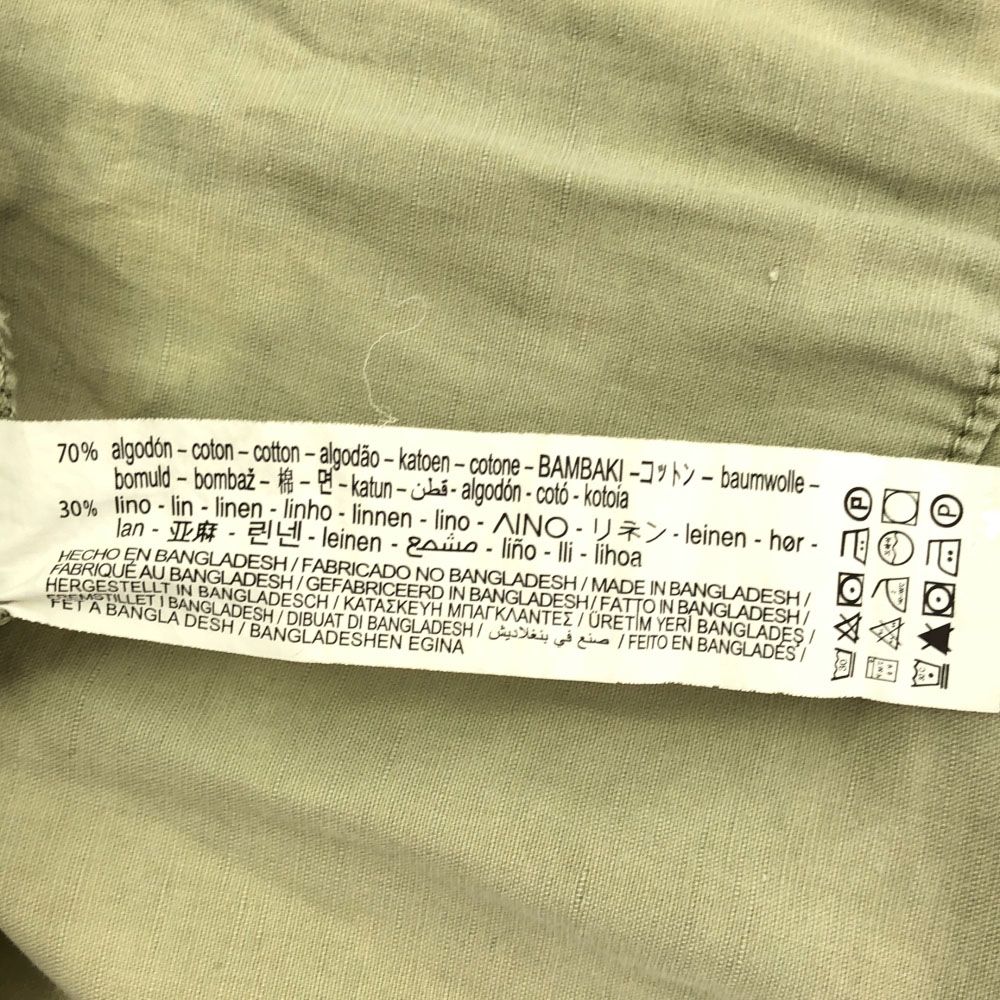 70% algodón – coton – cotton – algodão – katoen – cotone – BAMBAKI – コットン – baumwolle –
bomuld – bombaž – 棉 – 면 – katun – قطن - algodón - cotó - kotoia
30% lino - lin - linen - linho - linnen - lino - ΛΙΝΟ - リネン - leinen - hør -
lan - 亚麻 - 린넨 - leinen - مشمع - liño - lli - lihoa
HECHO EN BANGLADESH / FABRICADO NO BANGLADESH / MADE IN BANGLADESH /
FABRIQUÉ AU BANGLADESH / GEFABRICEERD IN BANGLADESH / FATTO IN BANGLADESH /
HERGESTELLT IN BANGLADESCH / ΚΑΤΑΣΚΕΥΗ ΜΠΑΓΚΛΑΝΤΕΣ / ÜRETİM YERİ BANGLADEŞ /
FREMSTILLET I BANGLADESH / DIBUAT DI BANGLADESH / صنع في بنغلاديش / FEITO EN BANGLADÉS /
FET A BANGLA DESH / BANGLADESHEN EGINA
P P